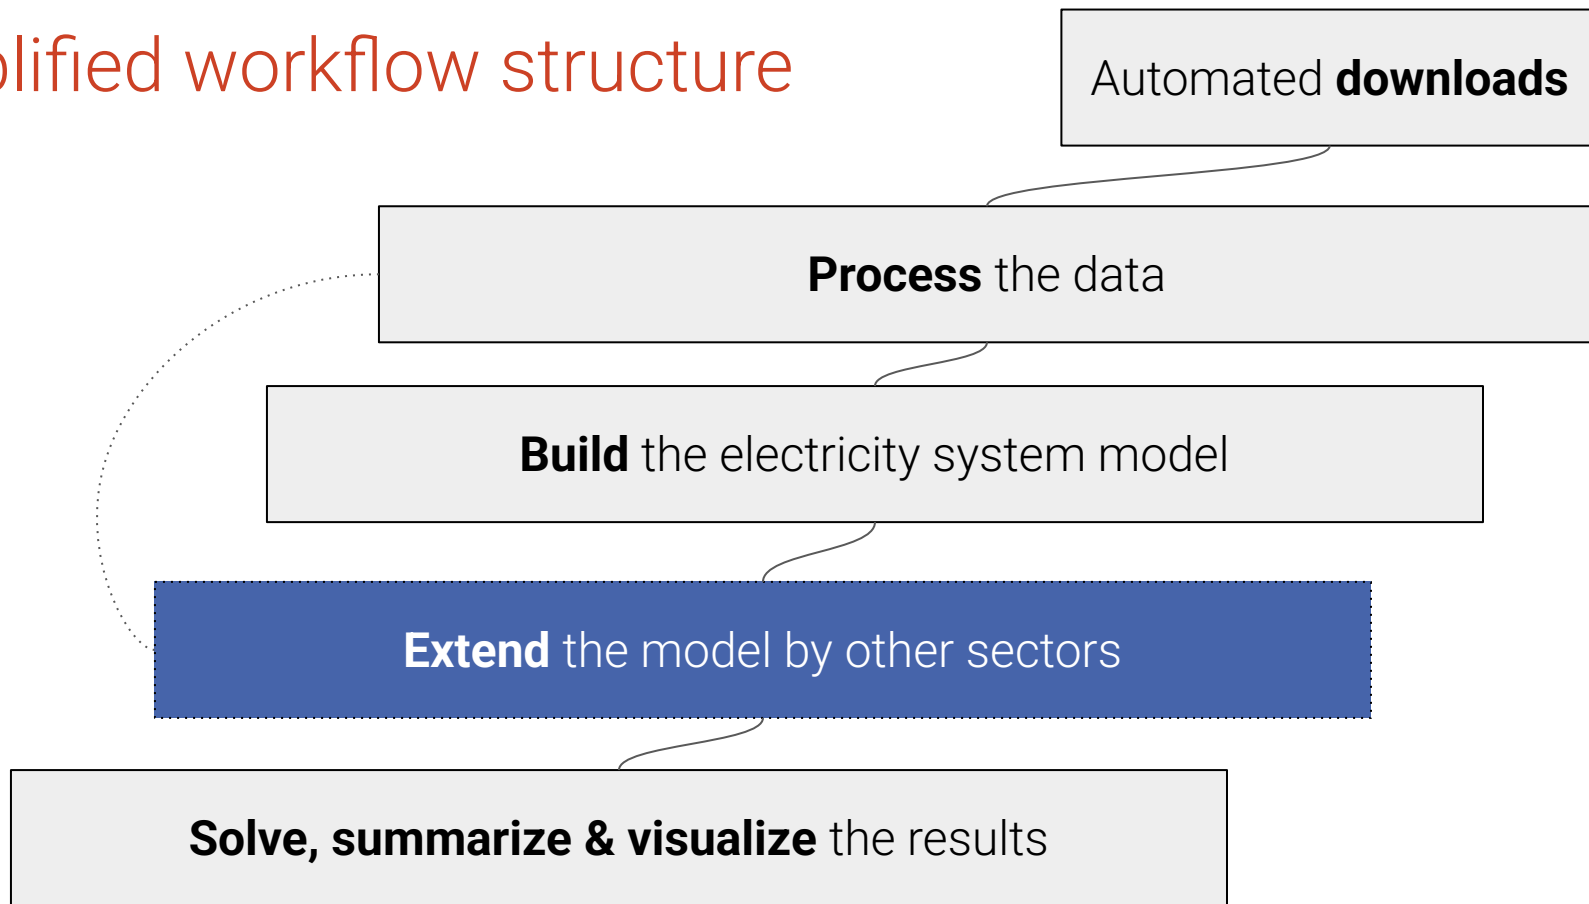 plified workflow structure
Automated downloads
Process the data
Build the electricity system model
Extend the model by other sectors
Solve, summarize & visualize the results